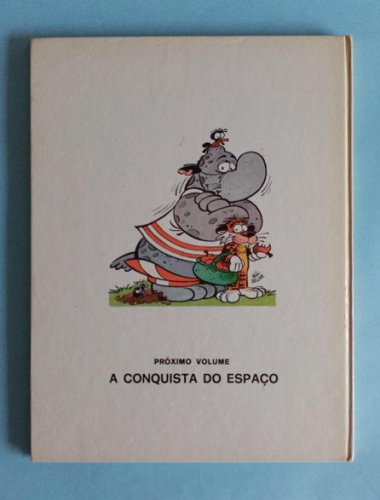 PRÓXIMO VOLUME
A CONQUISTA DO ESPAÇO